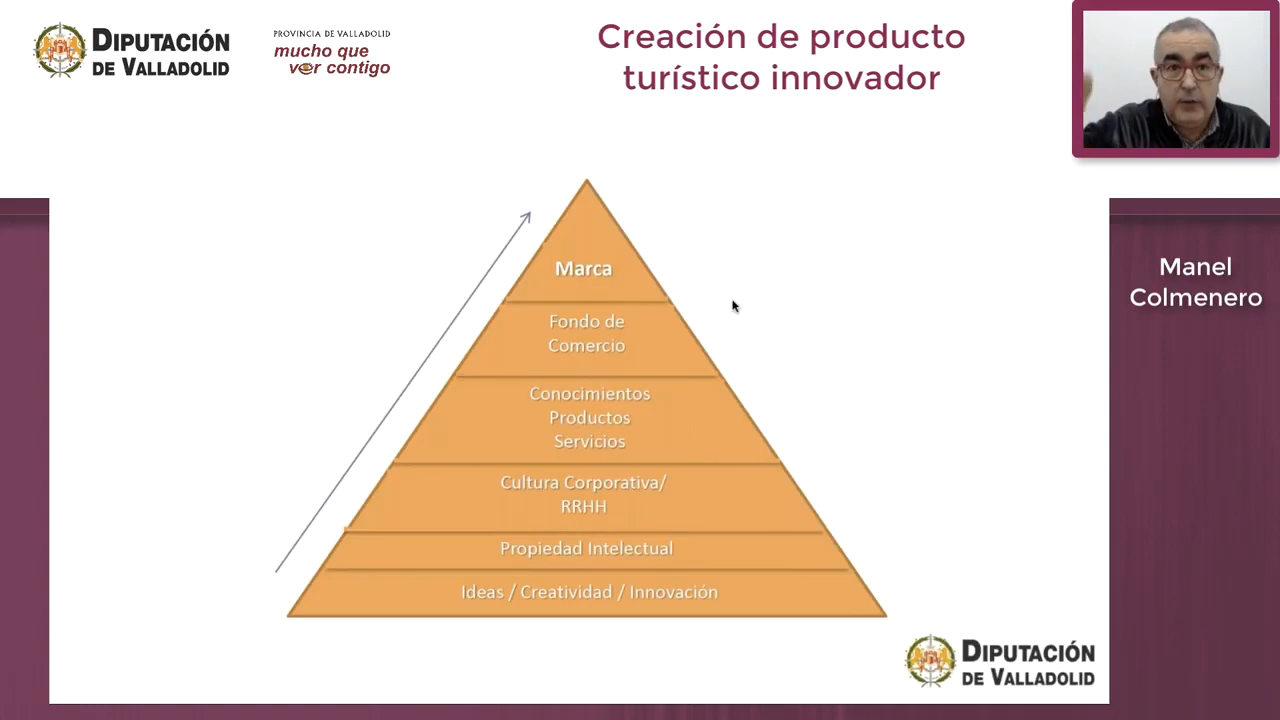 DIPUTACIÓN
DE VALLADOLID
PROVINCIA DE VALLADOLID
mucho que
ver contigo
Creación de producto
turístico innovador
Manel
Colmenero
Marca
Fondo de
Comercio
Conocimientos
Productos
Servicios
Cultura Corporativa/
RRHH
Propiedad Intelectual
Ideas / Creatividad / Innovación
DIPUTACIÓN
DE VALLADOLID